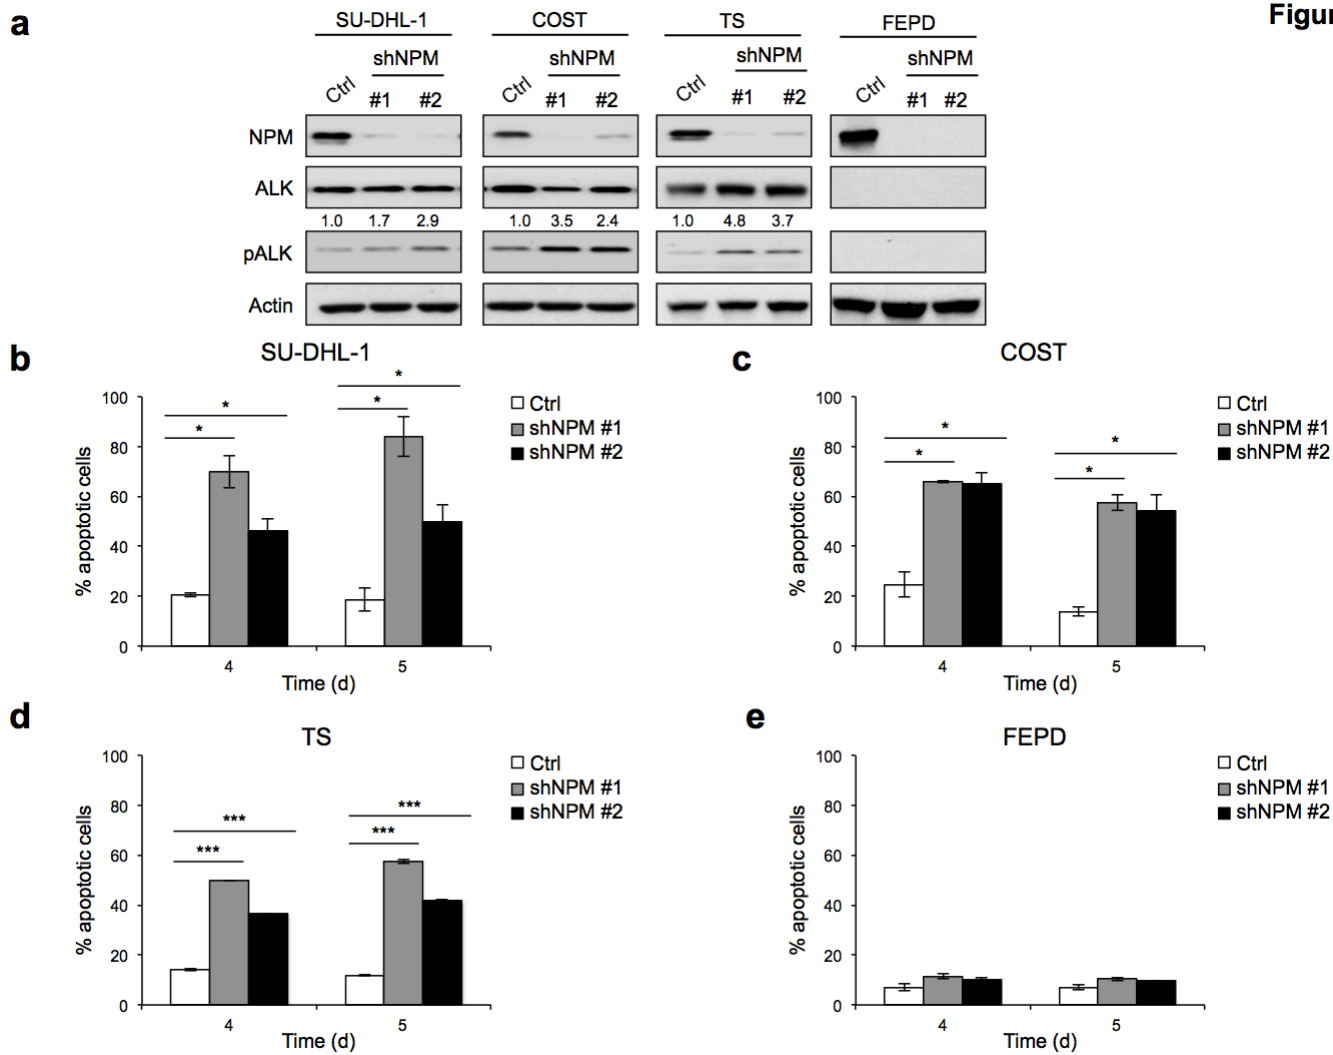 a
Figur
SU-DHL-1 COST TS FEPD
shNPM shNPM shNPM shNPM
Ctrl #1 #2 Ctrl #1 #2 Ctrl #1 #2 Ctrl #1 #2
NPM
ALK
1.0 1.7 2.9 1.0 3.5 2.4 1.0 4.8 3.7
pALK
Actin
b
SU-DHL-1
% apoptotic cells
100
80
60
40
20
0
* * * *
Ctrl
shNPM #1
shNPM #2
4 5
Time (d)
c
COST
% apoptotic cells
100
80
60
40
20
0
* * * *
Ctrl
shNPM #1
shNPM #2
4 5
Time (d)
d
TS
% apoptotic cells
100
80
60
40
20
0
*** *** *** ***
Ctrl
shNPM #1
shNPM #2
4 5
Time (d)
e
FEPD
% apoptotic cells
100
80
60
40
20
0
Ctrl
shNPM #1
shNPM #2
4 5
Time (d)